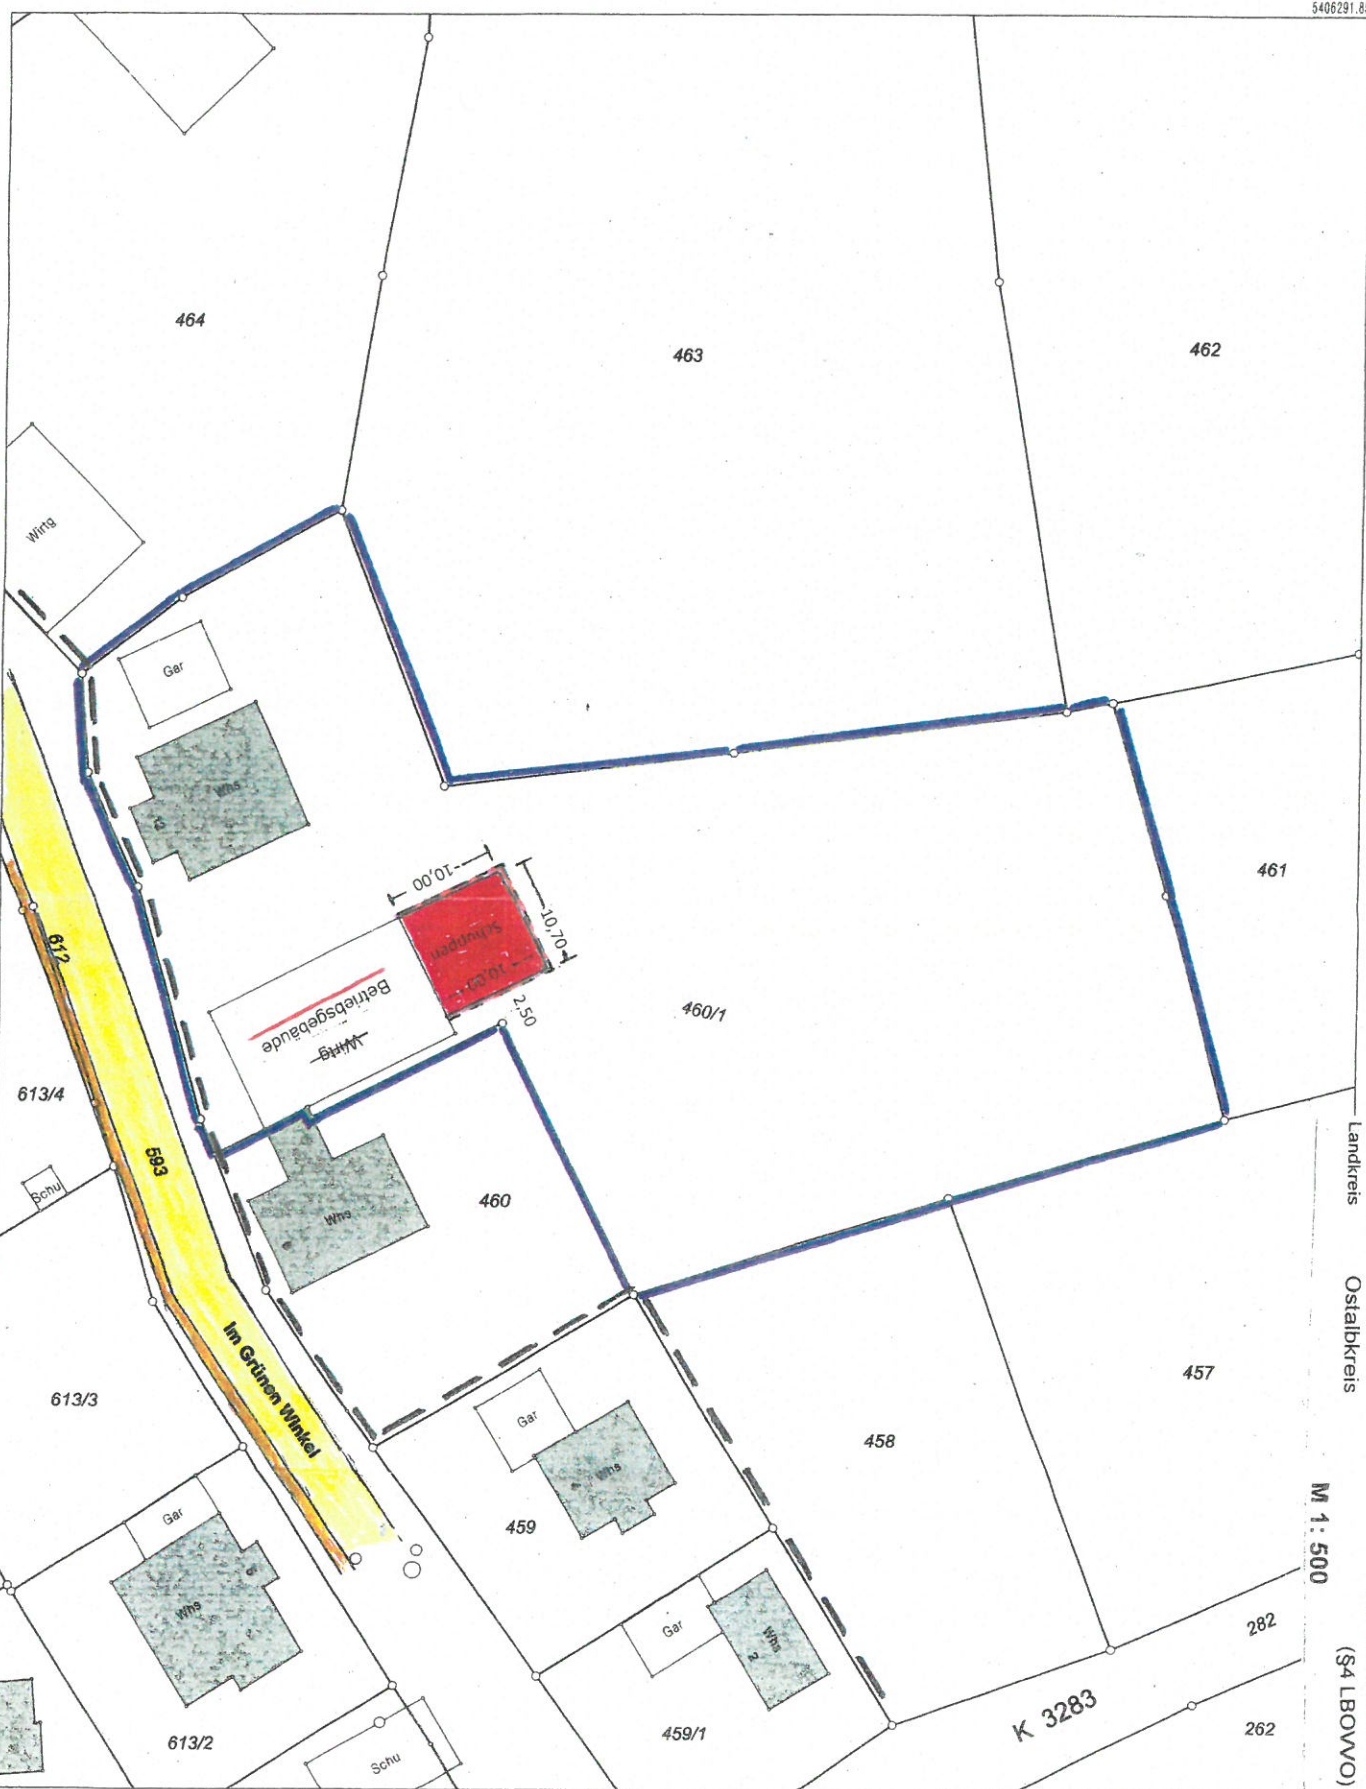 5406291.8
464
463
462
Wirtg
Gar
Whs
461
10,00
10,70
Schuppen
10,00
2,50
Betriebsgebäude
Wirtg
460/1
612
613/4
593
Schu
Whs
460
Landkreis Ostalbkreis M 1: 500 (§4 LBOVVO)
Im Grünen Winkel
613/3
Gar
Whs
458
457
459
Gar
Whs
Gar
Whs
2
282
K 3283
262
613/2
Schu
459/1